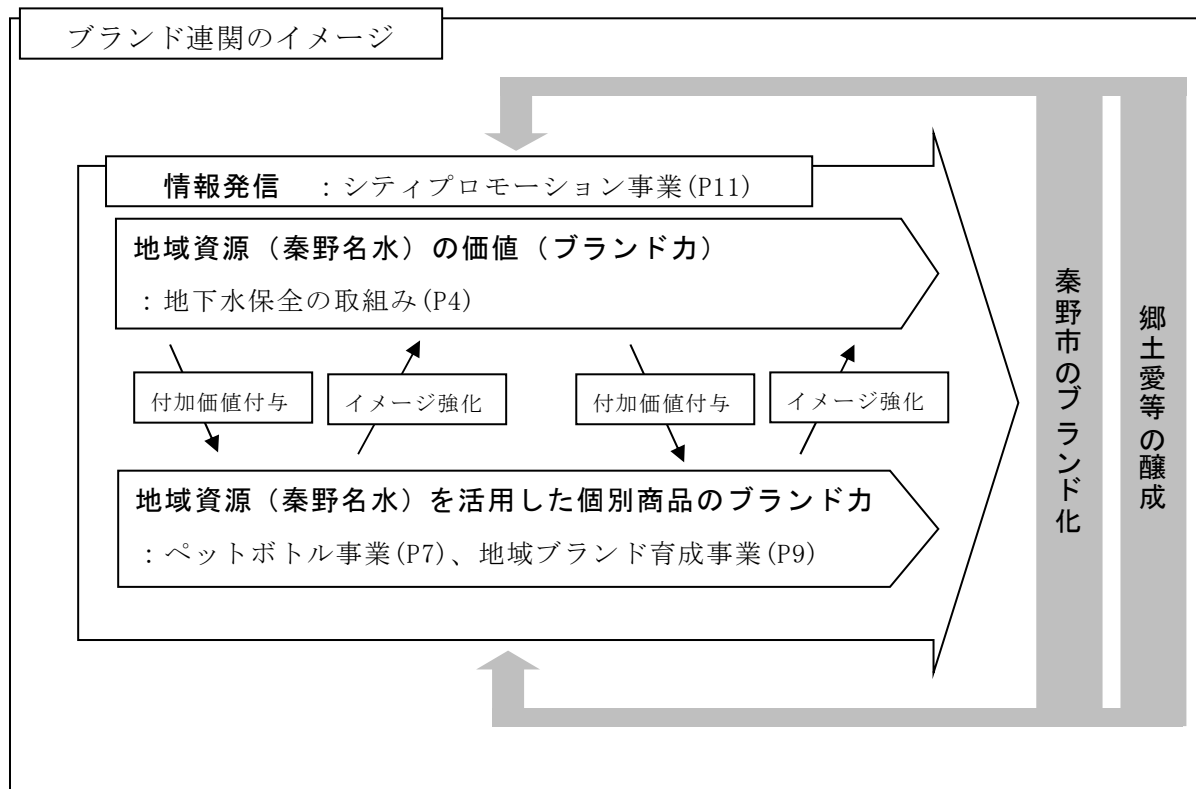 ブランド連関のイメージ
情報発信 :シティプロモーション事業(P11)
地域資源(秦野名水)の価値(ブランド力)
:地下水保全の取組み(P4)
付加価値付与
イメージ強化
付加価値付与
イメージ強化
地域資源(秦野名水)を活用した個別商品のブランド力
:ペットボトル事業(P7)、地域ブランド育成事業(P9)
秦野市のブランド化
郷土愛等の醸成